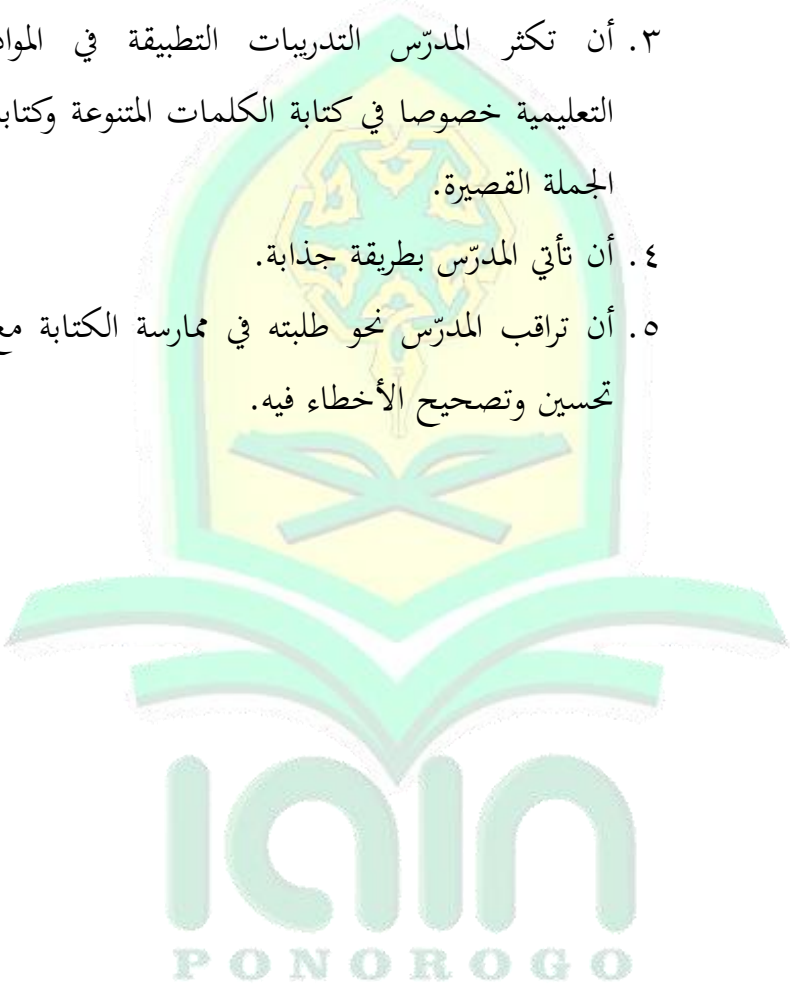 ٣. أن تكثر المدرّس التدريبات التطبيقة في المواد
التعليمية خصوصا في كتابة الكلمات المتنوعة وكتابة
الجملة القصيرة.
٤. أن تأتي المدرّس بطريقة جذابة.
٥. أن تراقب المدرّس نحو طلبته في ممارسة الكتابة مع
تحسين وتصحيح الأخطاء فيه.
IAIN
PONOROGO